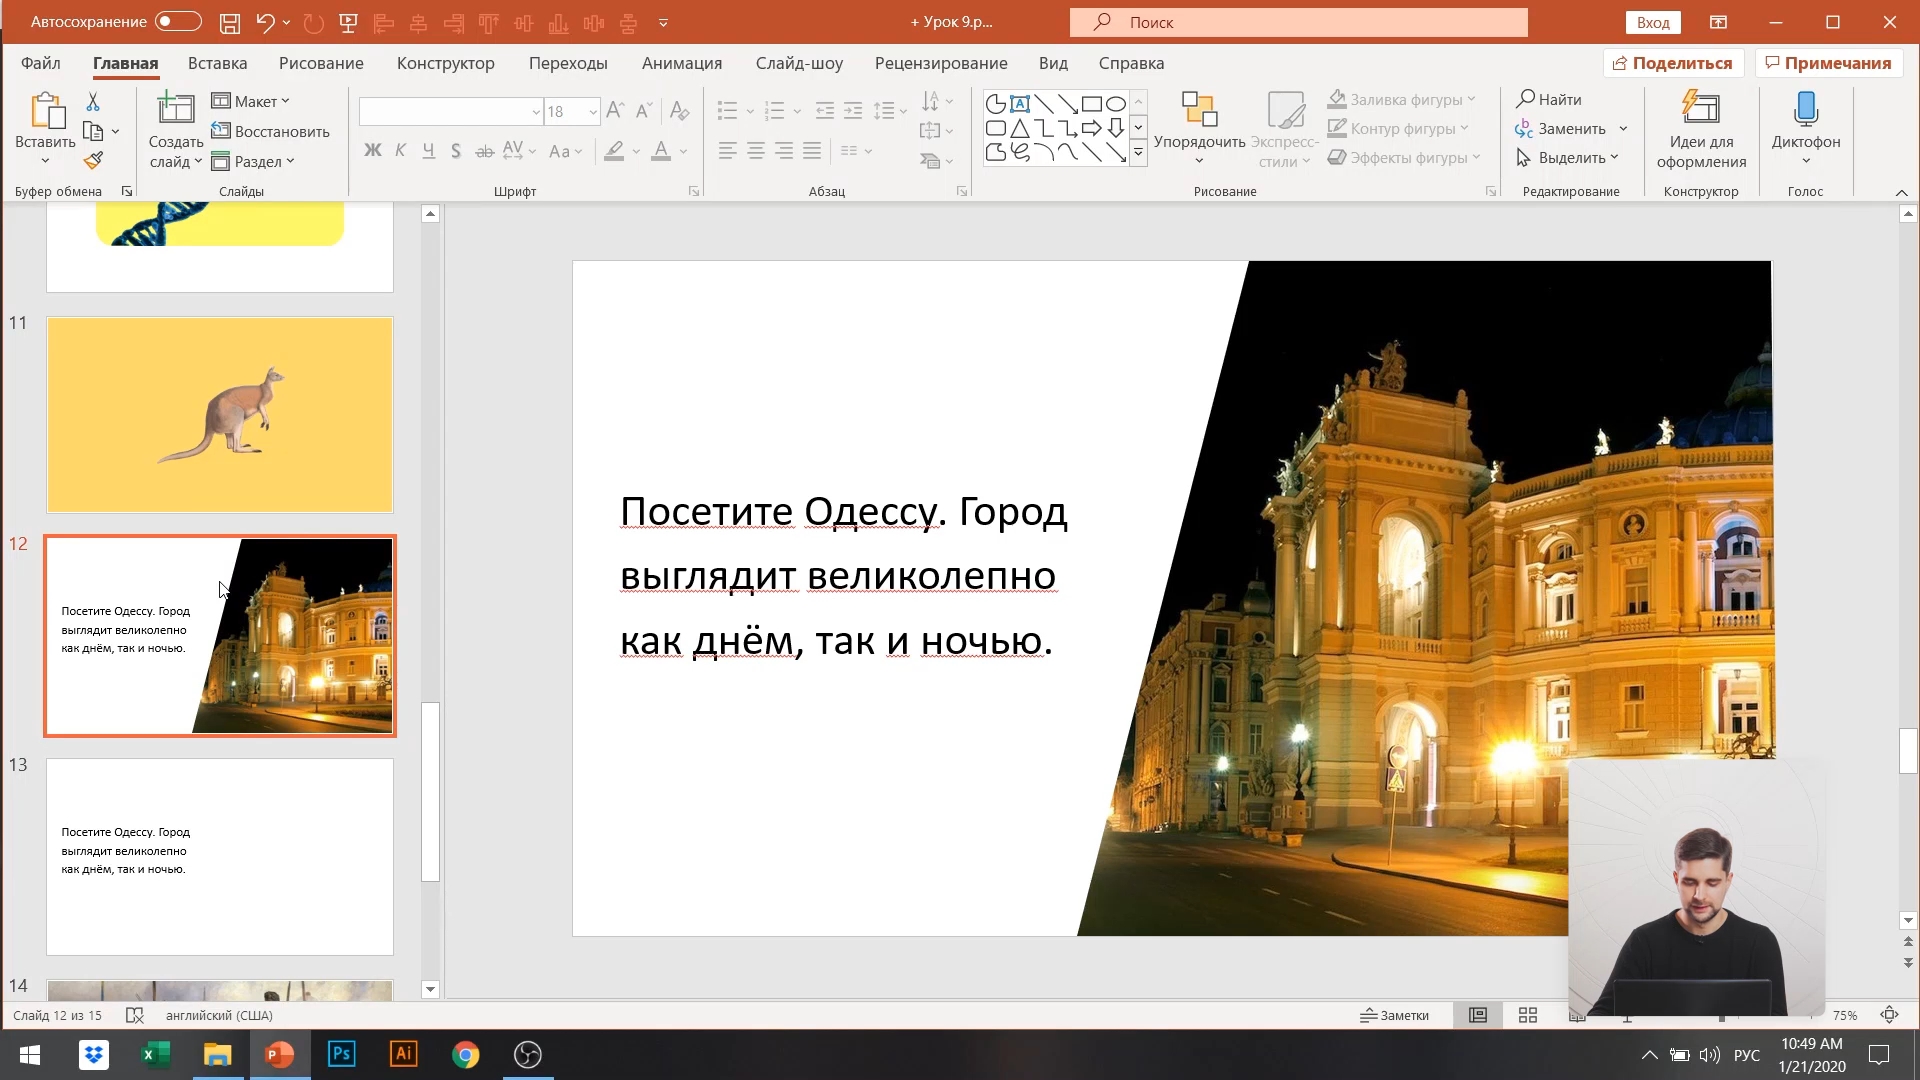 Автосохранение
+ Урок 9.p...
Поиск
Вход
Файл
Главная
Вставка
Рисование
Конструктор
Переходы
Анимация
Слайд-шоу
Рецензирование
Вид
Справка
Поделиться
Примечания
Вставить
Буфер обмена
Создать
слайд
Макет
Восстановить
Раздел
Слайды
18
Ж К Ч S ab AV Aa A
Шрифт
Абзац
Упорядочить
Экспресс-
стили
Заливка фигуры
Контур фигуры
Эффекты фигуры
Рисование
Найти
Заменить
Выделить
Редактирование
Идеи для
оформления
Конструктор
Диктофон
Голос
11
12
Посетите Одессу. Город
выглядит великолепно
как днём, так и ночью.
13
Посетите Одессу. Город
выглядит великолепно
как днём, так и ночью.
14
Посетите Одессу. Город
выглядит великолепно
как днём, так и ночью.
Слайд 12 из 15
английский (США)
Заметки
75%
Ps
Ai
РУС
10:49 AM
1/21/2020